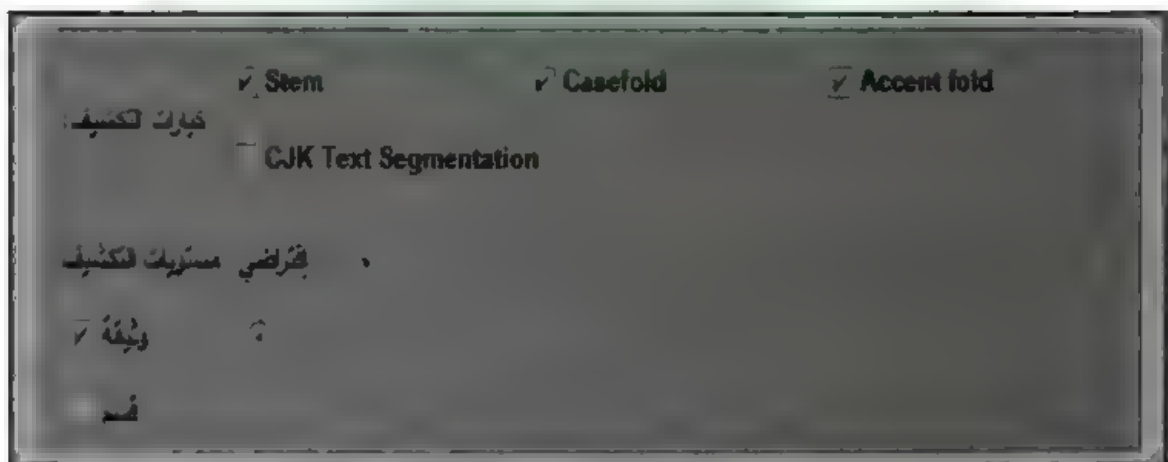 Stem Casefold Accent fold
خيارات التكشيف:
CJK Text Segmentation
مستويات التكشيف افتراضي
وثيقة
قسم